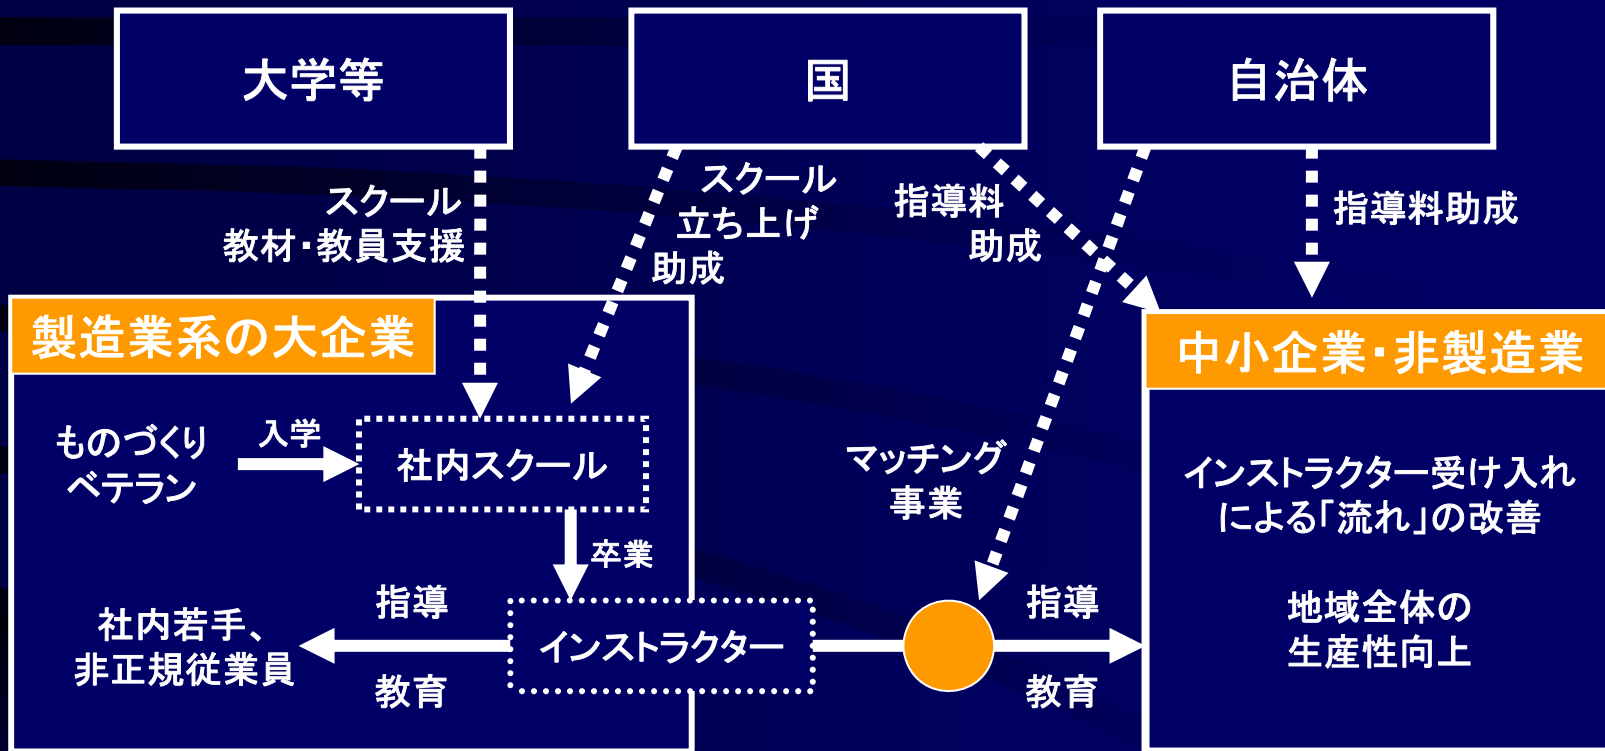 大学等
国
自治体
スクール
教材・教員支援
スクール
立ち上げ
助成
指導料
助成
指導料助成
製造業系の大企業
中小企業・非製造業
ものづくり
ベテラン
入学
社内スクール
卒業
マッチング
事業
インストラクター受け入れ
による「流れ」の改善
地域全体の
生産性向上
社内若手、
非正規従業員
指導
教育
インストラクター
指導
教育